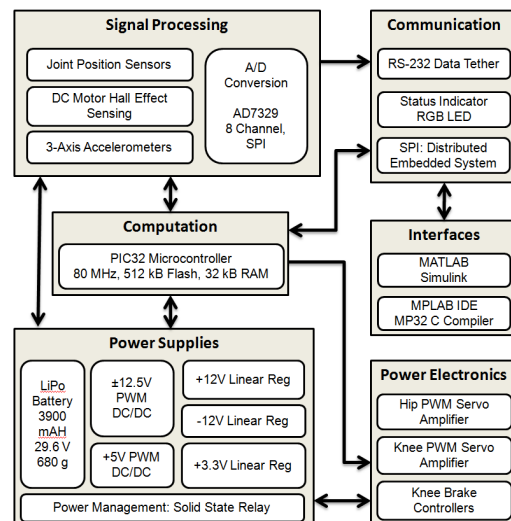 Signal Processing
Joint Position Sensors
DC Motor Hall Effect
Sensing
3-Axis Accelerometers
A/D
Conversion
AD7329
8 Channel,
SPI
Communication
RS-232 Data Tether
Status Indicator
RGB LED
SPI: Distributed
Embedded System
Computation
PIC32 Microcontroller
80 MHz, 512 kB Flash, 32 kB RAM
Interfaces
MATLAB
Simulink
MPLAB IDE
MP32 C Compiler
Power Supplies
LiPo
Battery
3900
mAH
29.6 V
680 g
±12.5V
PWM
DC/DC
+5V PWM
DC/DC
+12V Linear Reg
-12V Linear Reg
+3.3V Linear Reg
Power Management: Solid State Relay
Power Electronics
Hip PWM Servo
Amplifier
Knee PWM Servo
Amplifier
Knee Brake
Controllers